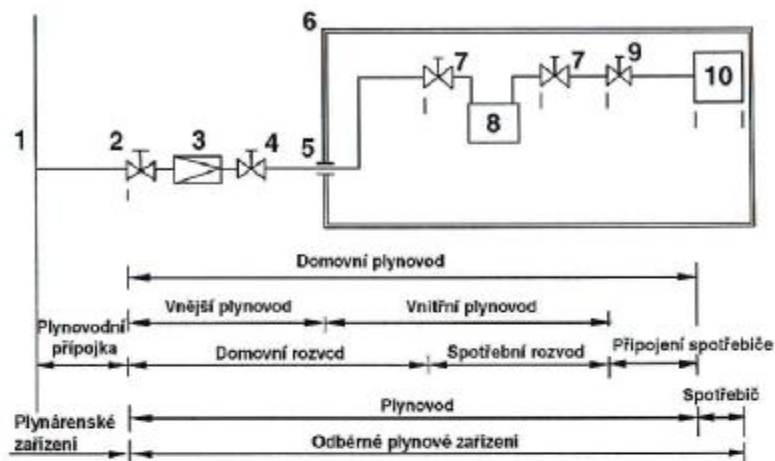 6
7 7 9
10
8
1 2 3 4 5
Domovní plynovod
Vnější plynovod Vnitřní plynovod
Plynovodní
přípojka
Domovní rozvod Spotřební rozvod Připojení spotřebiče
Plynárenské
zařízení
Plynovod Spotřebič
Odběrné plynové zařízení